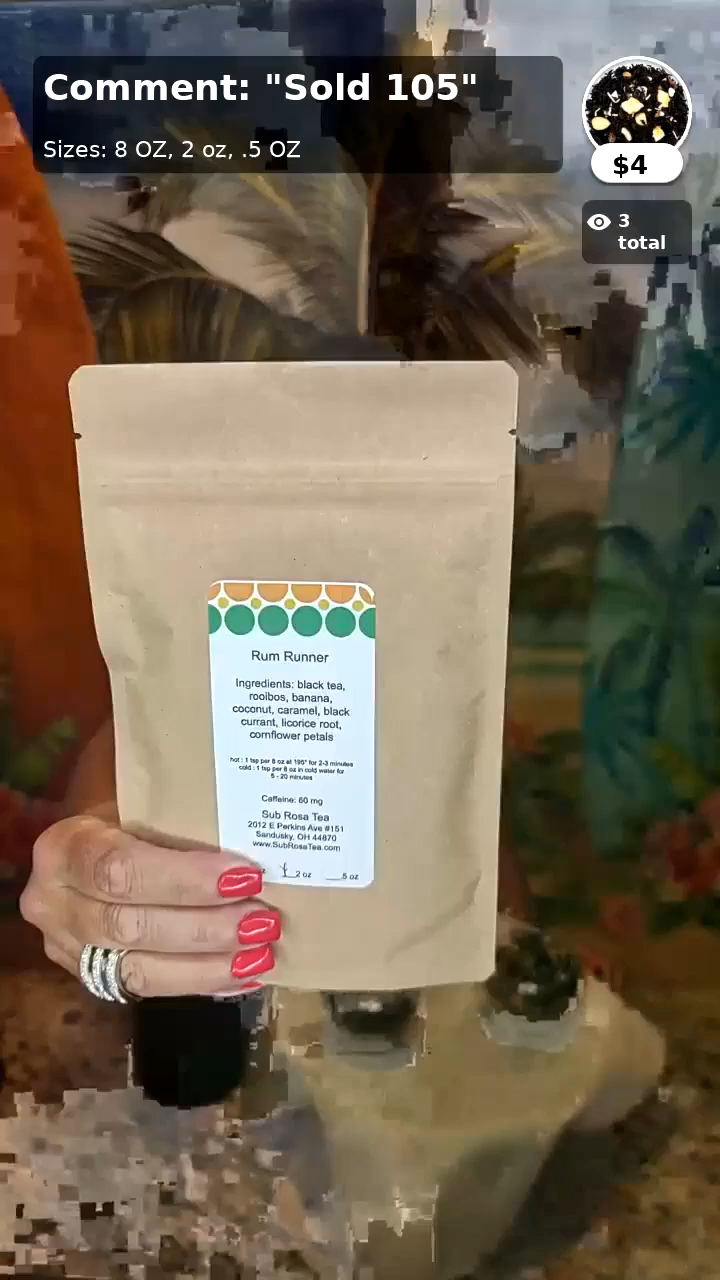 Comment: "Sold 105"
Sizes: 8 OZ, 2 oz, .5 OZ
$4
3
total
Rum Runner
Ingredients: black tea,
rooibos, banana,
coconut, caramel, black
currant, licorice root,
cornflower petals
hot : 1 tsp per 8 oz at 195° for 2-3 minutes
cold : 1 tsp per 8 oz in cold water for
5 - 20 minutes
Caffeine: 60 mg
Sub Rosa Tea
2012 E Perkins Ave #151
Sandusky, OH 44870
www.SubRosaTea.com
2 oz .5 oz